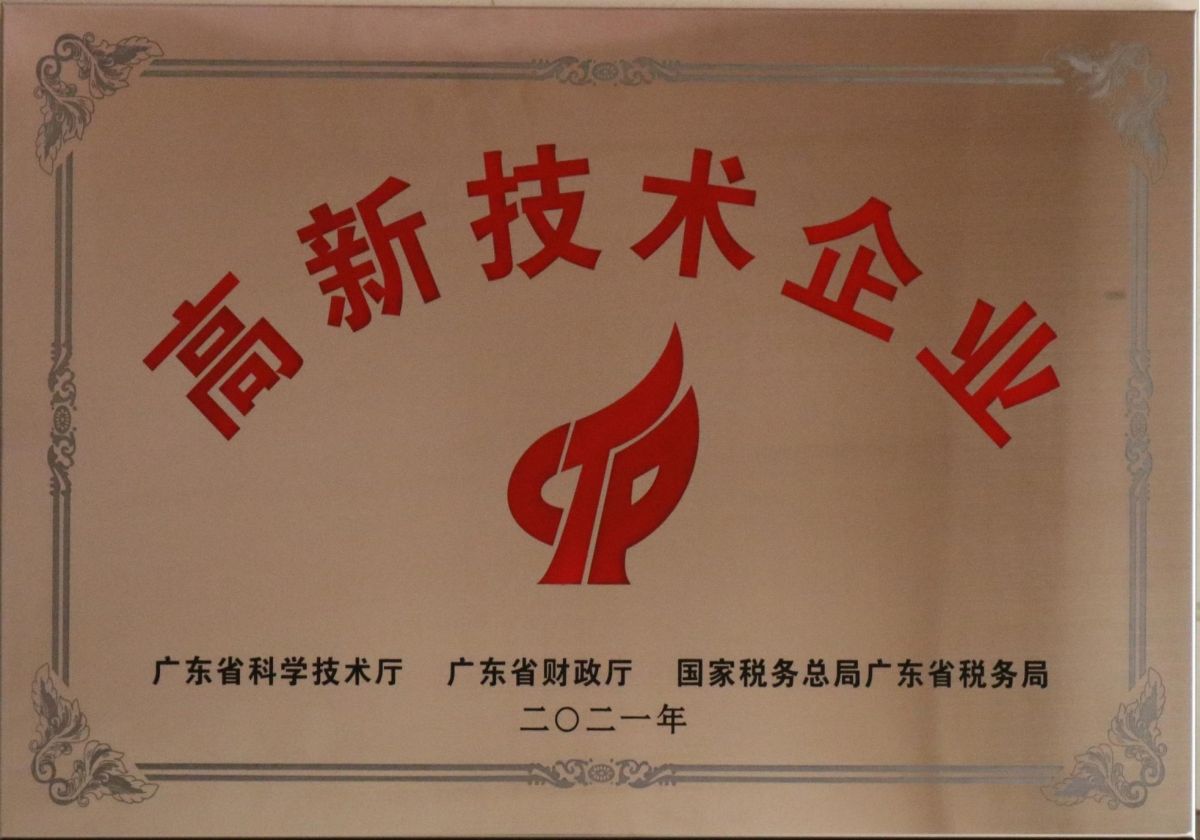 高新技术企业
广东省科学技术厅 广东省财政厅 国家税务总局广东省税务局
二〇二一年